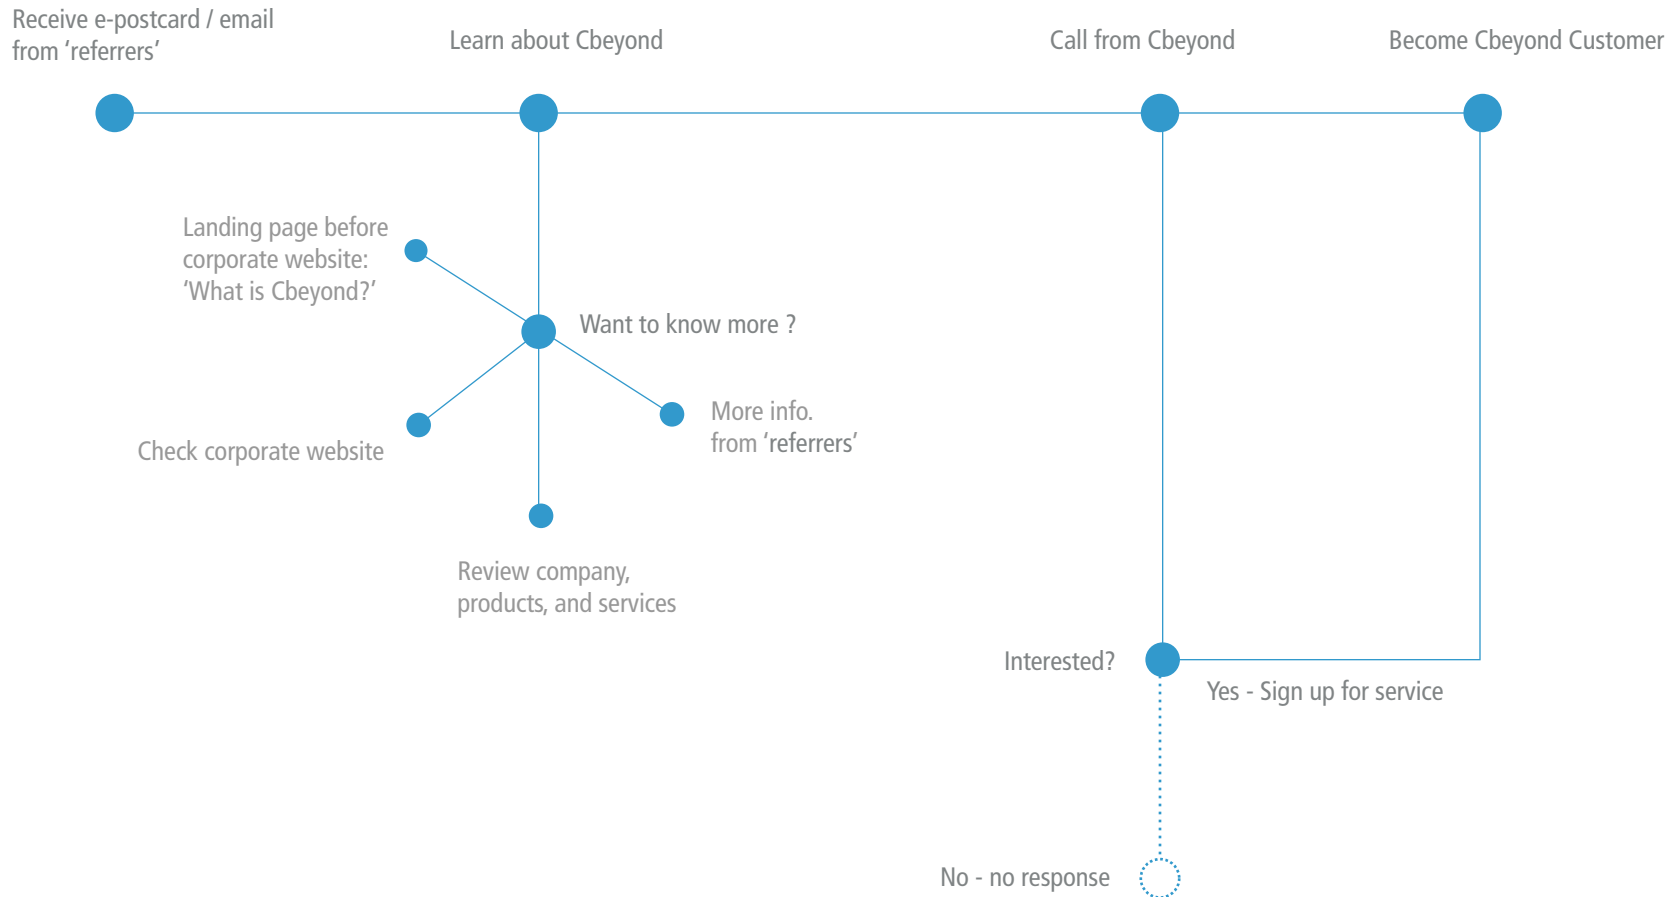 Receive e-postcard / email
from ‘referrers’
Learn about Cbeyond
Call from Cbeyond
Become Cbeyond Customer
Landing page before
corporate website:
‘What is Cbeyond?’
Want to know more ?
More info.
from ‘referrers’
Check corporate website
Review company,
products, and services
Interested?
Yes - Sign up for service
No - no response